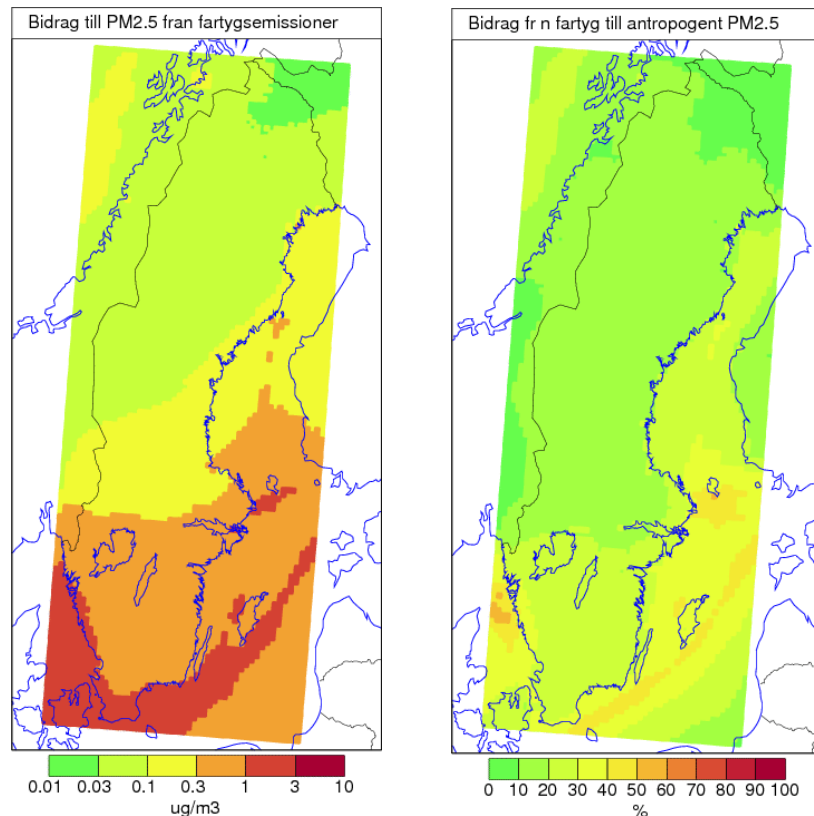 Bidrag till PM2.5 fran fartygsemissioner
0.01 0.03 0.1 0.3 1 3 10
ug/m3
Bidrag fr n fartyg till antropogent PM2.5
0 10 20 30 40 50 60 70 80 90 100
%